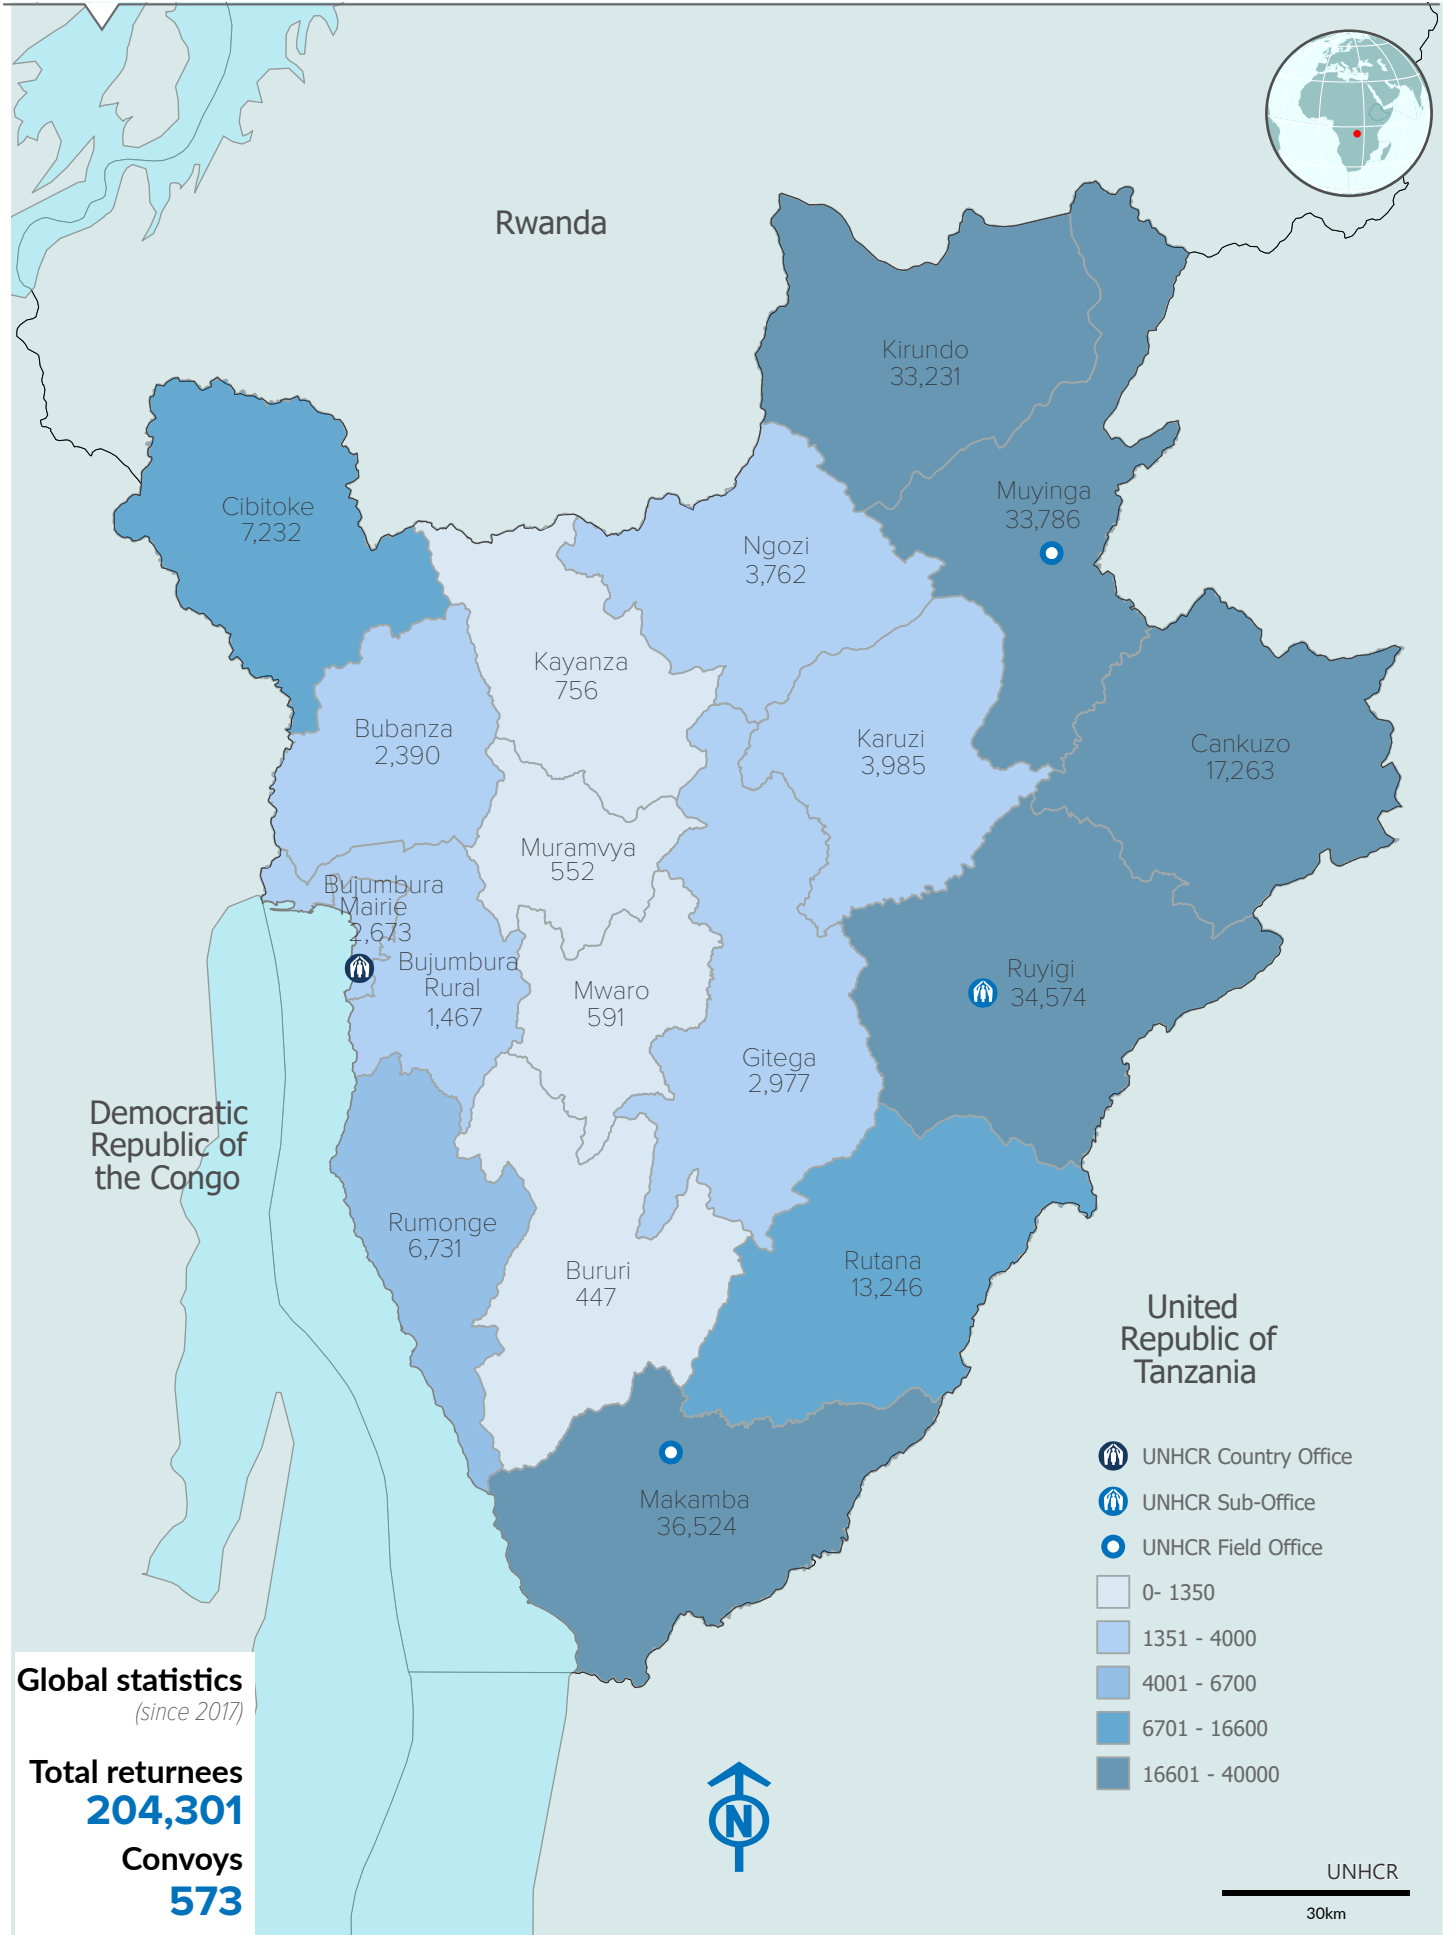 Rwanda
Kirundo
33,231
Muyinga
33,786
Cibitoke
7,232
Ngozi
3,762
Kayanza
756
Bubanza
2,390
Karuzi
3,985
Cankuzo
17,263
Muramvya
552
Bujumbura
Mairie
2,673
Bujumbura
Rural
1,467
Mwaro
591
Ruyigi
34,574
Gitega
2,977
Democratic
Republic of
the Congo
Rumonge
6,731
Bururi
447
Rutana
13,246
United
Republic of
Tanzania
Makamba
36,524
UNHCR Country Office
UNHCR Sub-Office
UNHCR Field Office
0- 1350
1351 - 4000
4001 - 6700
6701 - 16600
16601 - 40000
Global statistics
(since 2017)
Total returnees
204,301
Convoys
573
N
UNHCR
30km